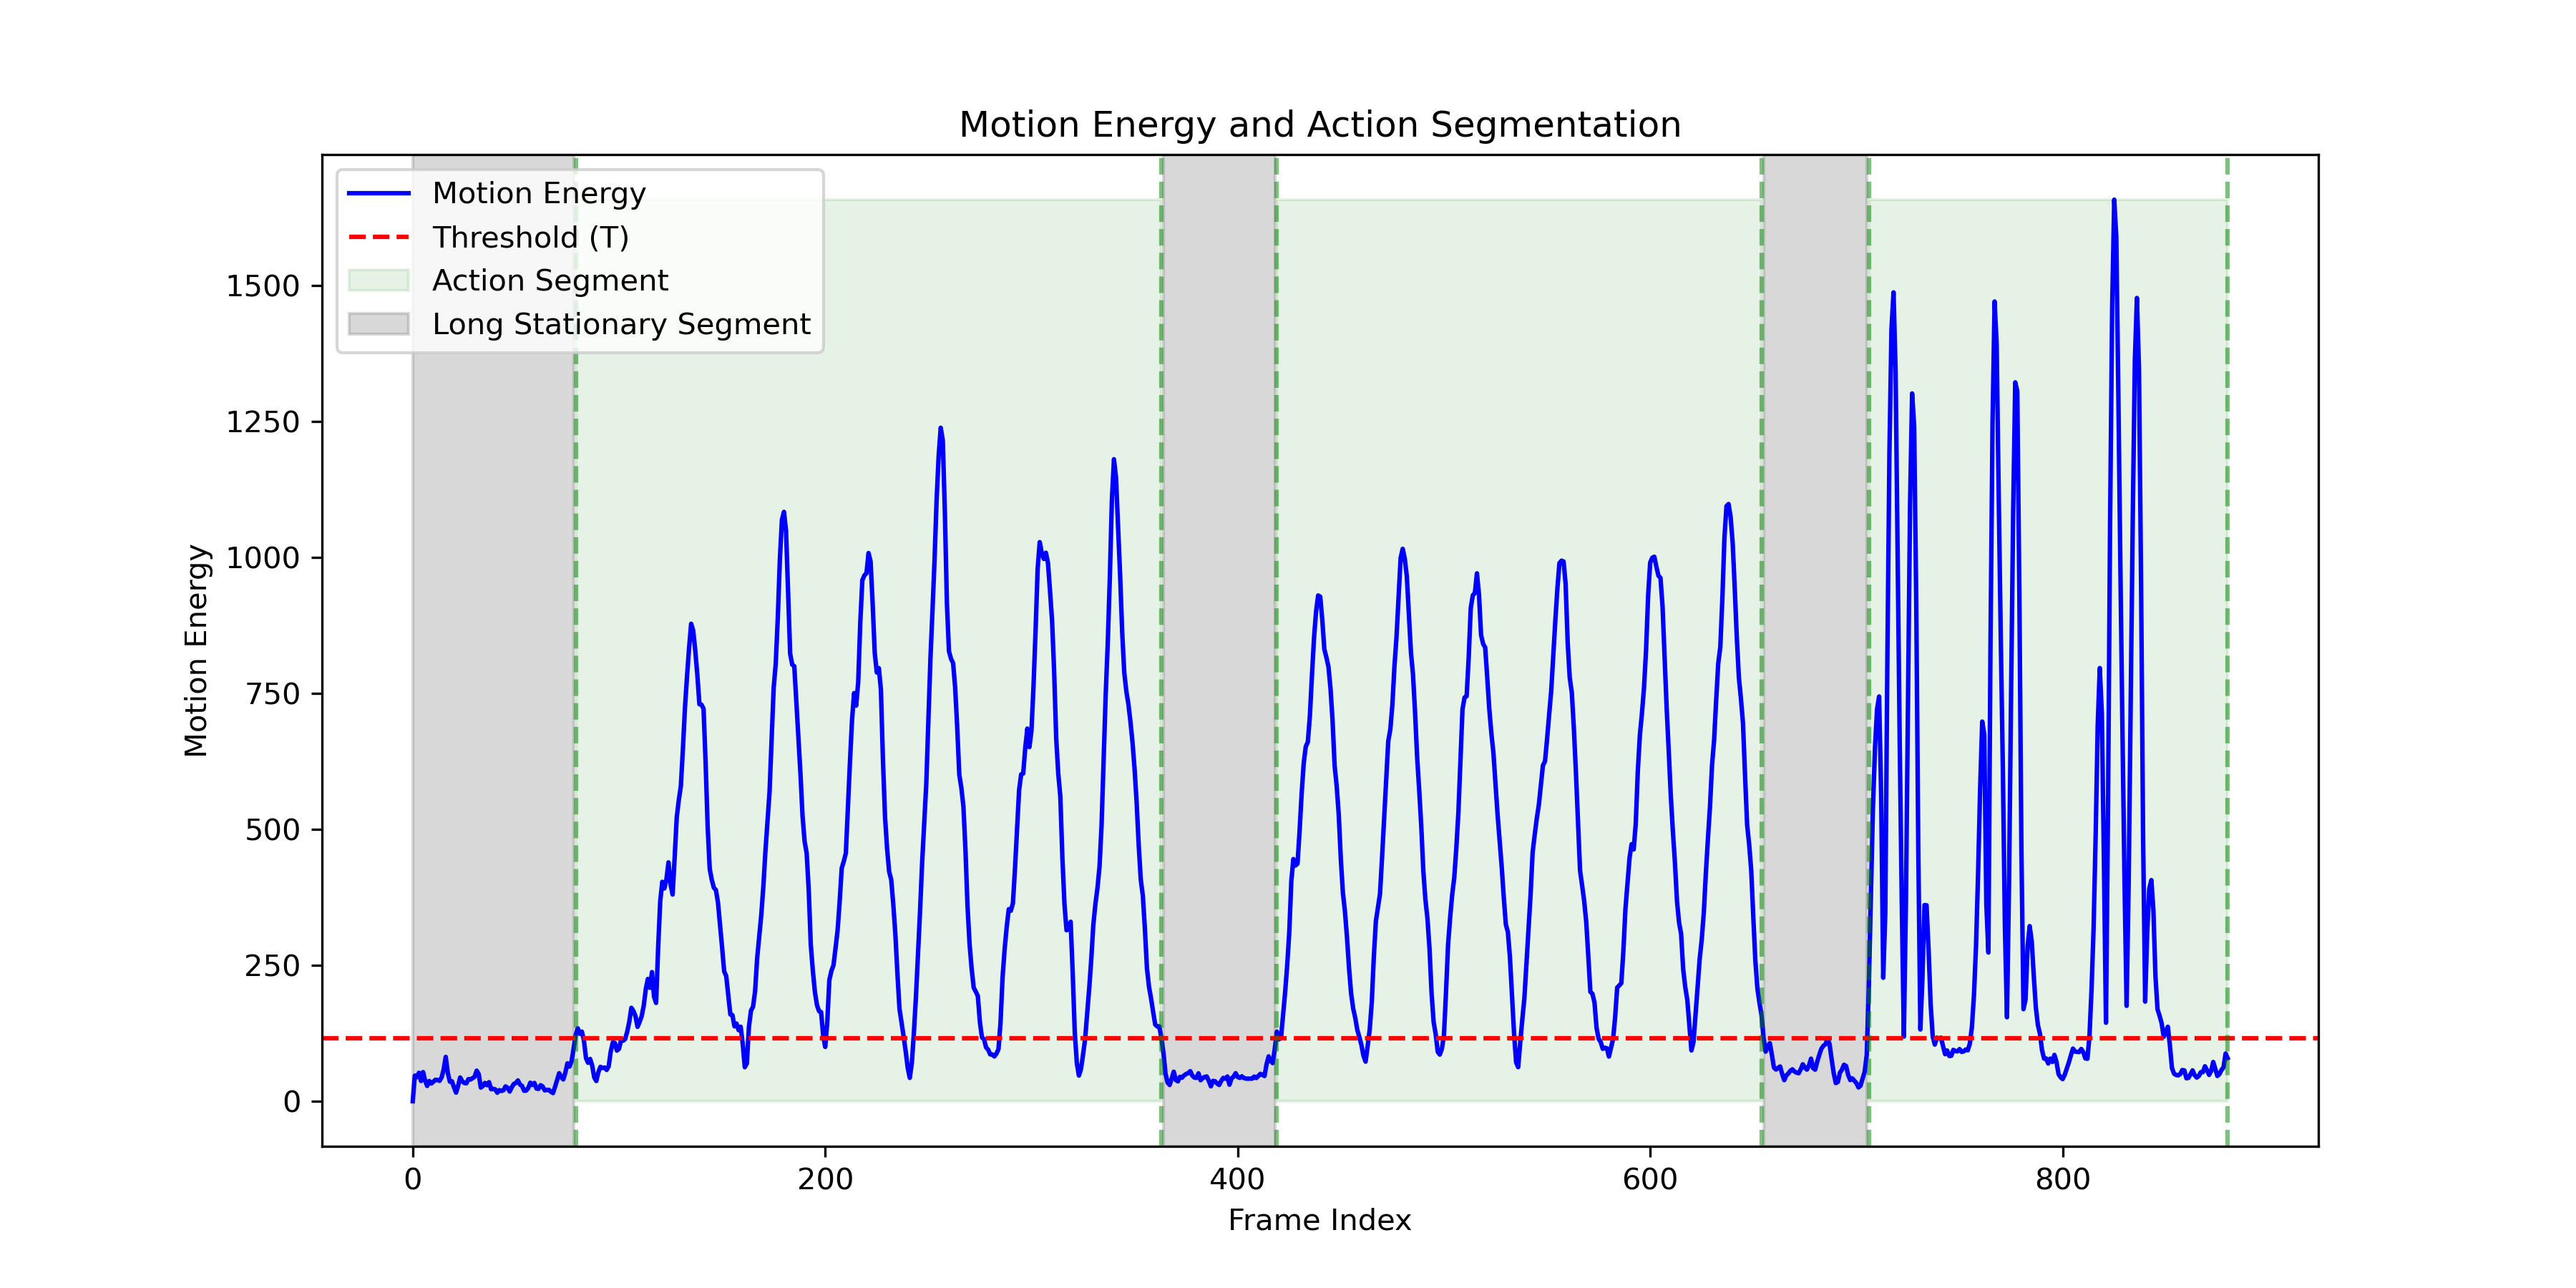 Motion Energy and Action Segmentation
Motion Energy
Threshold (T)
Action Segment
Long Stationary Segment
1500
1250
1000
750
500
250
0
Motion Energy
0 200 400 600 800
Frame Index